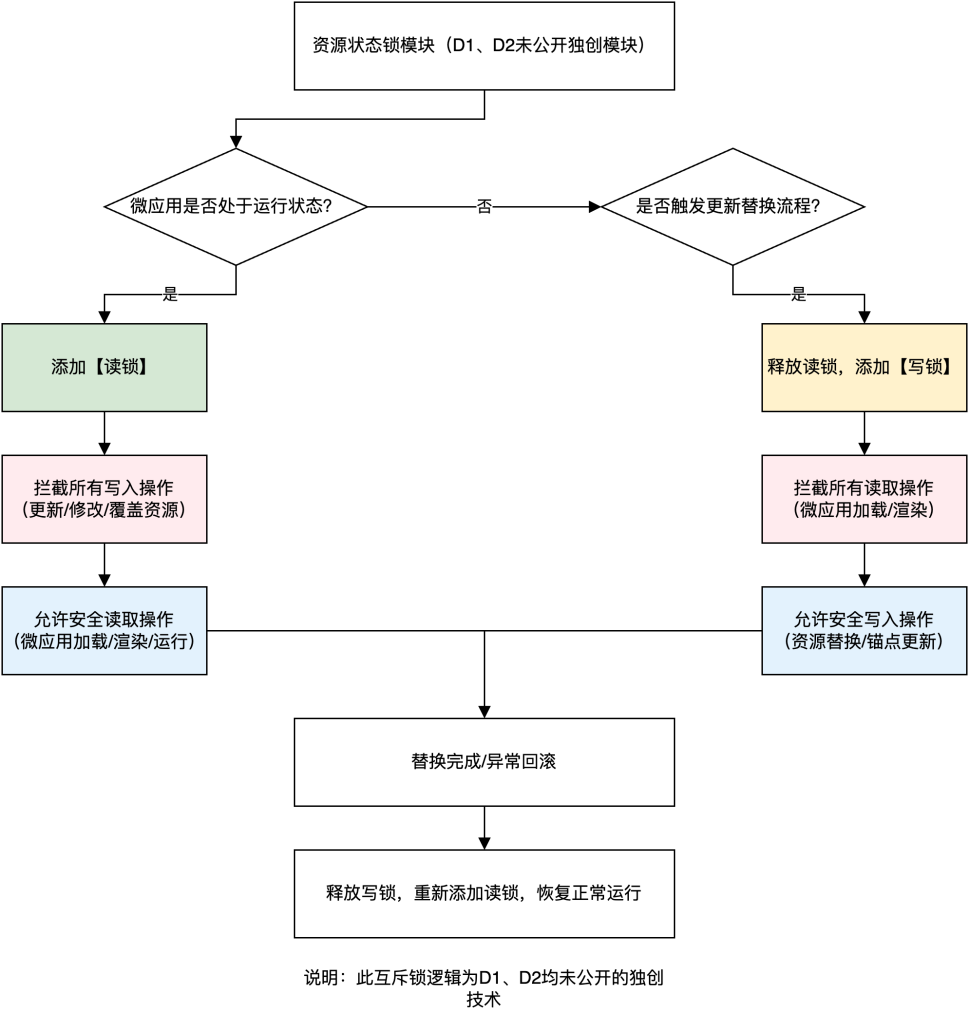 资源状态锁模块（D1、D2未公开独创模块）
微应用是否处于运行状态?
否
是否触发更新替换流程?
是
是
添加【读锁】
释放读锁，添加【写锁】
拦截所有写入操作
（更新/修改/覆盖资源）
拦截所有读取操作
（微应用加载/渲染）
允许安全读取操作
（微应用加载/渲染/运行）
允许安全写入操作
（资源替换/锚点更新）
替换完成/异常回滚
释放写锁，重新添加读锁，恢复正常运行
说明：此互斥锁逻辑为D1、D2均未公开的独创
技术